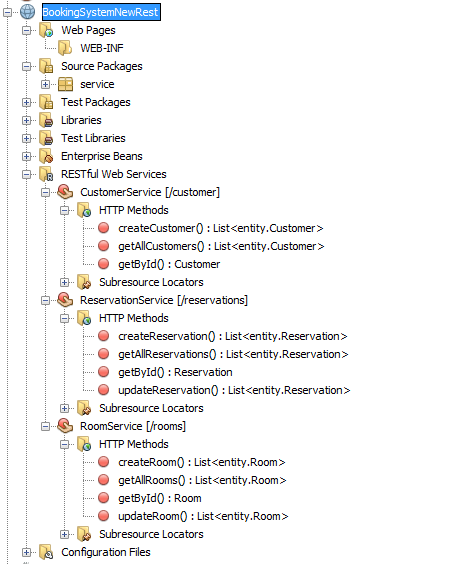 BookingSystemNewRest
Web Pages
WEB-INF
Source Packages
service
Test Packages
Libraries
Test Libraries
Enterprise Beans
RESTful Web Services
CustomerService [/customer]
HTTP Methods
createCustomer() : List<entity.Customer>
getAllCustomers() : List<entity.Customer>
getById() : Customer
Subresource Locators
ReservationService [/reservations]
HTTP Methods
createReservation() : List<entity.Reservation>
getAllReservations() : List<entity.Reservation>
getById() : Reservation
updateReservation() : List<entity.Reservation>
Subresource Locators
RoomService [/rooms]
HTTP Methods
createRoom() : List<entity.Room>
getAllRooms() : List<entity.Room>
getById() : Room
updateRoom() : List<entity.Room>
Subresource Locators
Configuration Files